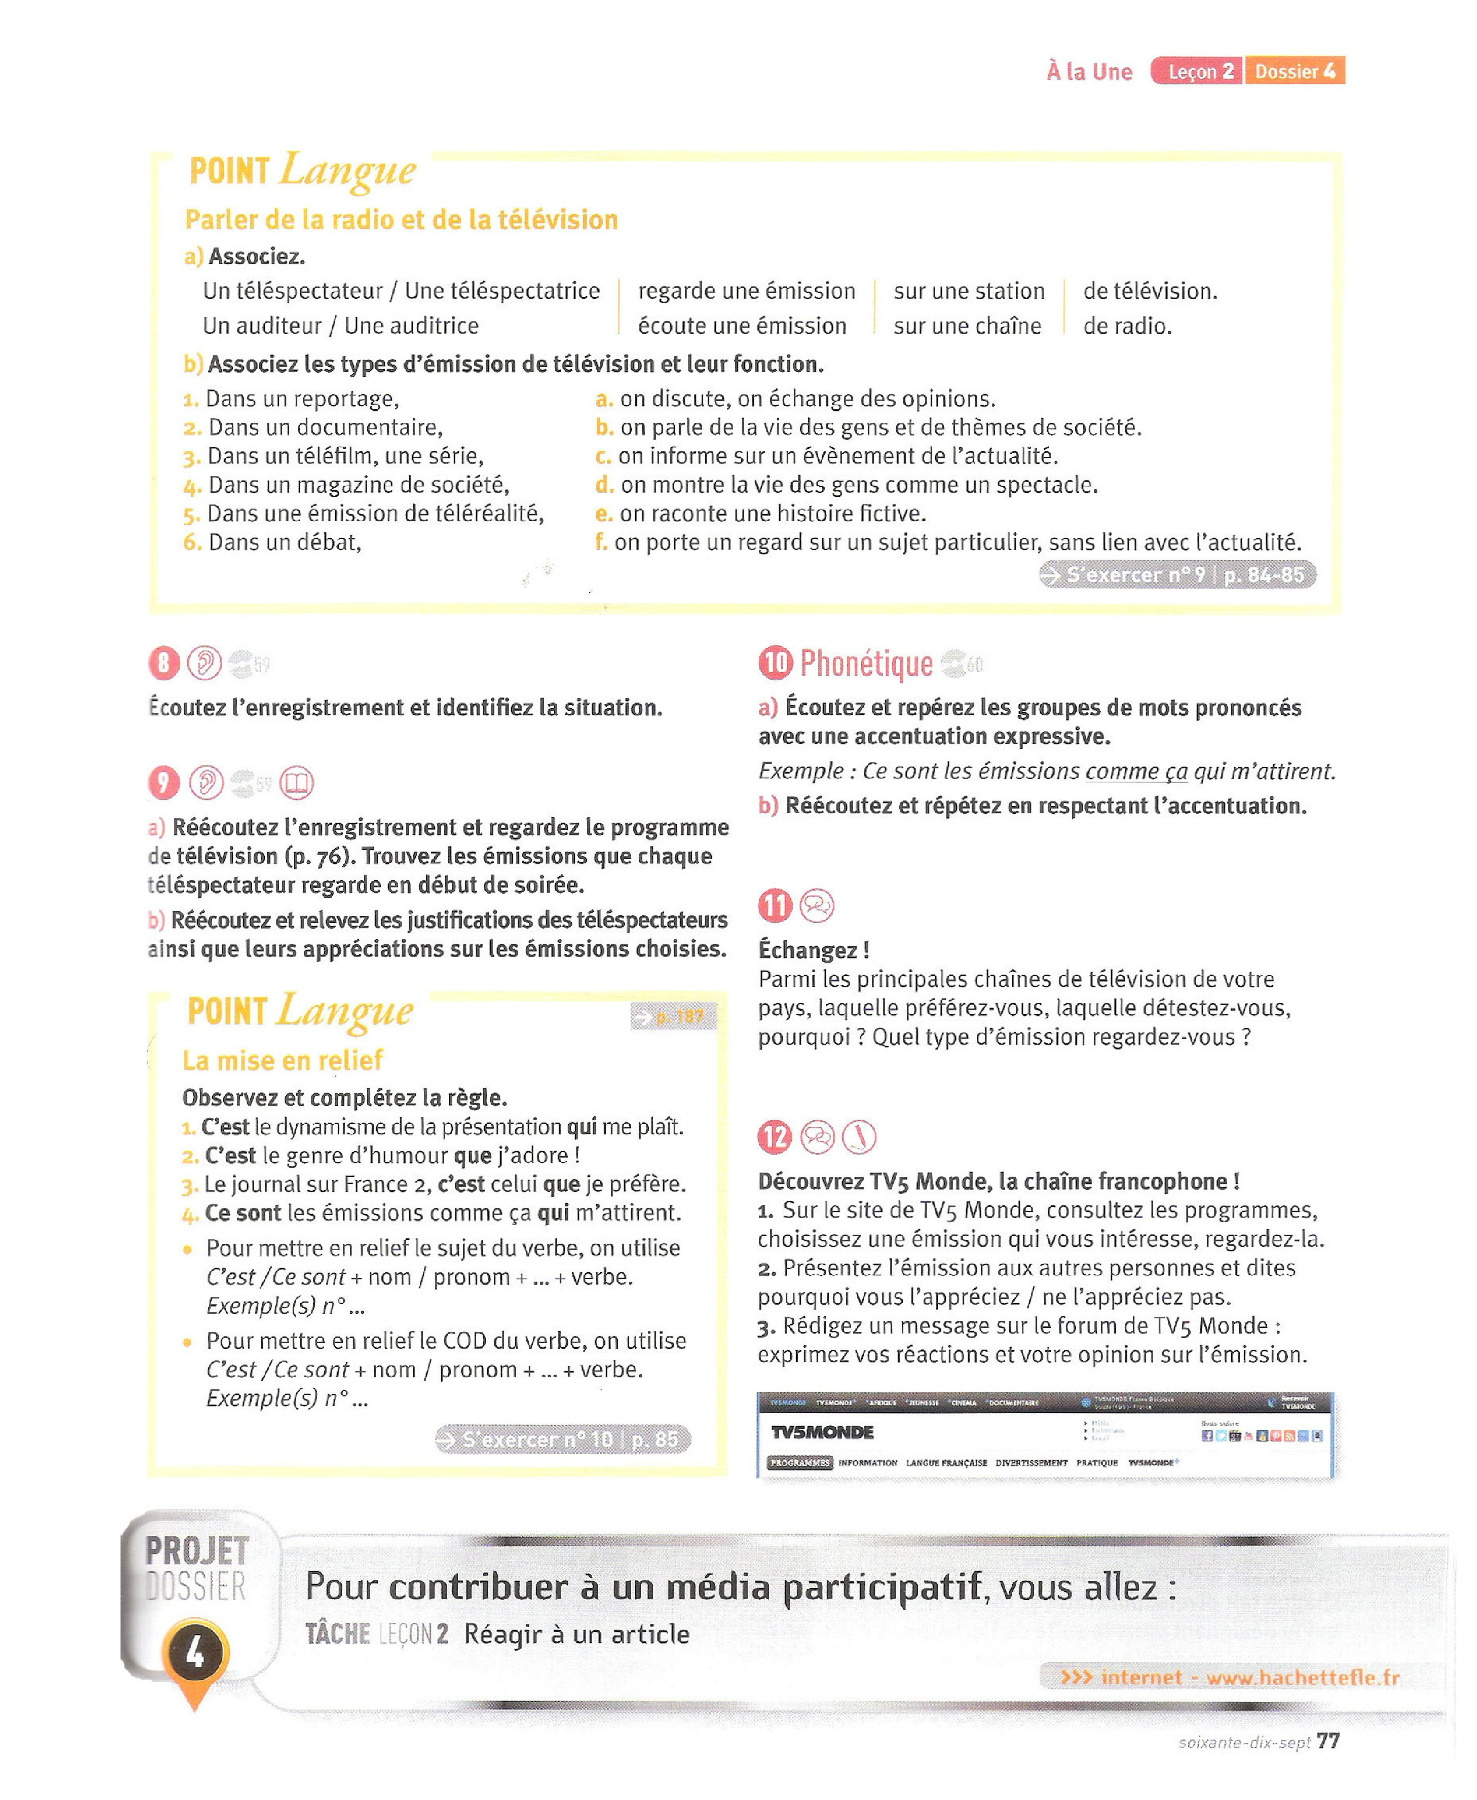 À la Une Leçon 2 Dossier 4
POINT Langue
Parler de la radio et de la télévision
a) Associez.
Un téléspectateur / Une téléspectatrice regarde une émission sur une station de télévision.
Un auditeur / Une auditrice écoute une émission sur une chaîne de radio.
b) Associez les types d'émission de télévision et leur fonction.
1. Dans un reportage, a. on discute, on échange des opinions.
2. Dans un documentaire, b. on parle de la vie des gens et de thèmes de société.
3. Dans un téléfilm, une série, c. on informe sur un évènement de l'actualité.
4. Dans un magazine de société, d. on montre la vie des gens comme un spectacle.
5. Dans une émission de téléréalité, e. on raconte une histoire fictive.
6. Dans un débat, f. on porte un regard sur un sujet particulier, sans lien avec l'actualité.
→ S'exercer n° 9 | p. 84-85
8 59
Écoutez l'enregistrement et identifiez la situation.
9 59
a) Réécoutez l'enregistrement et regardez le programme
de télévision (p. 76). Trouvez les émissions que chaque
téléspectateur regarde en début de soirée.
b) Réécoutez et relevez les justifications des téléspectateurs
ainsi que leurs appréciations sur les émissions choisies.
POINT Langue
→ p. 187
La mise en relief
Observez et complétez la règle.
1. C'est le dynamisme de la présentation qui me plaît.
2. C'est le genre d'humour que j'adore !
3. Le journal sur France 2, c'est celui que je préfère.
4. Ce sont les émissions comme ça qui m'attirent.
• Pour mettre en relief le sujet du verbe, on utilise
C'est / Ce sont + nom / pronom + ... + verbe.
Exemple(s) n° ...
• Pour mettre en relief le COD du verbe, on utilise
C'est / Ce sont + nom / pronom + ... + verbe.
Exemple(s) n° ...
→ S'exercer n° 10 | p. 85
10 Phonétique 60
a) Écoutez et repérez les groupes de mots prononcés
avec une accentuation expressive.
Exemple : Ce sont les émissions comme ça qui m'attirent.
b) Réécoutez et répétez en respectant l'accentuation.
11
Échangez !
Parmi les principales chaînes de télévision de votre
pays, laquelle préférez-vous, laquelle détestez-vous,
pourquoi ? Quel type d'émission regardez-vous ?
12
Découvrez TV5 Monde, la chaîne francophone !
1. Sur le site de TV5 Monde, consultez les programmes,
choisissez une émission qui vous intéresse, regardez-la.
2. Présentez l'émission aux autres personnes et dites
pourquoi vous l'appréciez / ne l'appréciez pas.
3. Rédigez un message sur le forum de TV5 Monde :
exprimez vos réactions et votre opinion sur l'émission.
TV5MONDE TV5MONDE+ +AFRIQUE +JEUNESSE +CINEMA +DOCUMENTAIRE
TV5MONDE
PROGRAMMES INFORMATION LANGUE FRANÇAISE DIVERTISSEMENT PRATIQUE TV5MONDE+
PROJET
DOSSIER
4
Pour contribuer à un média participatif, vous allez :
TÂCHE LEÇON 2 Réagir à un article
>>> internet - www.hachettefle.fr
soixante-dix-sept 77